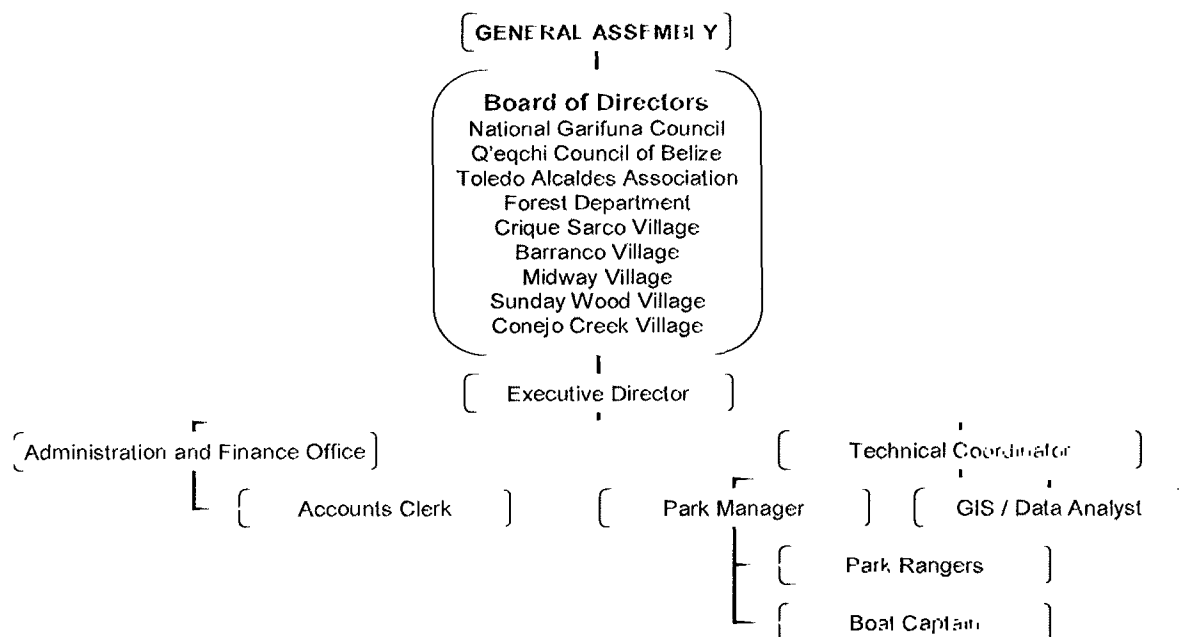 GENERAL ASSEMBLY
Board of Directors
National Garifuna Council
Q'eqchi Council of Belize
Toledo Alcaldes Association
Forest Department
Crique Sarco Village
Barranco Village
Midway Village
Sunday Wood Village
Conejo Creek Village
Executive Director
Administration and Finance Office
Technical Coordinator
Accounts Clerk
Park Manager
GIS / Data Analyst
Park Rangers
Boat Captain